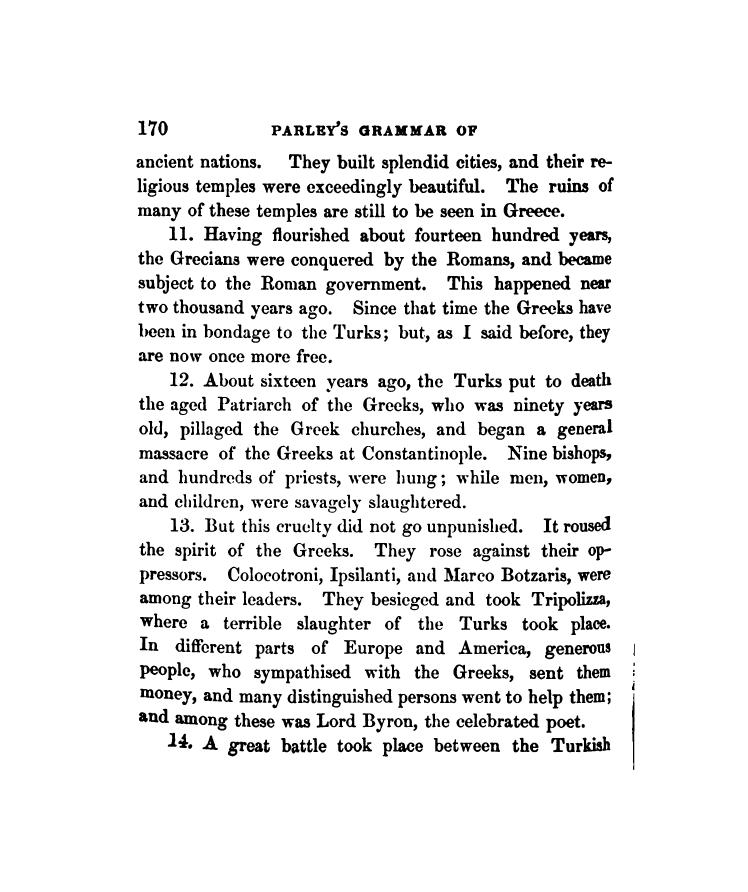 170 PARLEY'S GRAMMAR OF
ancient nations. They built splendid cities, and their re-
ligious temples were exceedingly beautiful. The ruins of
many of these temples are still to be seen in Greece.
11. Having flourished about fourteen hundred years,
the Grecians were conquered by the Romans, and became
subject to the Roman government. This happened near
two thousand years ago. Since that time the Greeks have
been in bondage to the Turks; but, as I said before, they
are now once more free.
12. About sixteen years ago, the Turks put to death
the aged Patriarch of the Greeks, who was ninety years
old, pillaged the Greek churches, and began a general
massacre of the Greeks at Constantinople. Nine bishops,
and hundreds of priests, were hung; while men, women,
and children, were savagely slaughtered.
13. But this cruelty did not go unpunished. It roused
the spirit of the Greeks. They rose against their op-
pressors. Colocotroni, Ipsilanti, and Marco Botzaris, were
among their leaders. They besieged and took Tripolizza,
where a terrible slaughter of the Turks took place.
In different parts of Europe and America, generous
people, who sympathised with the Greeks, sent them
money, and many distinguished persons went to help them;
and among these was Lord Byron, the celebrated poet.
14. A great battle took place between the Turkish